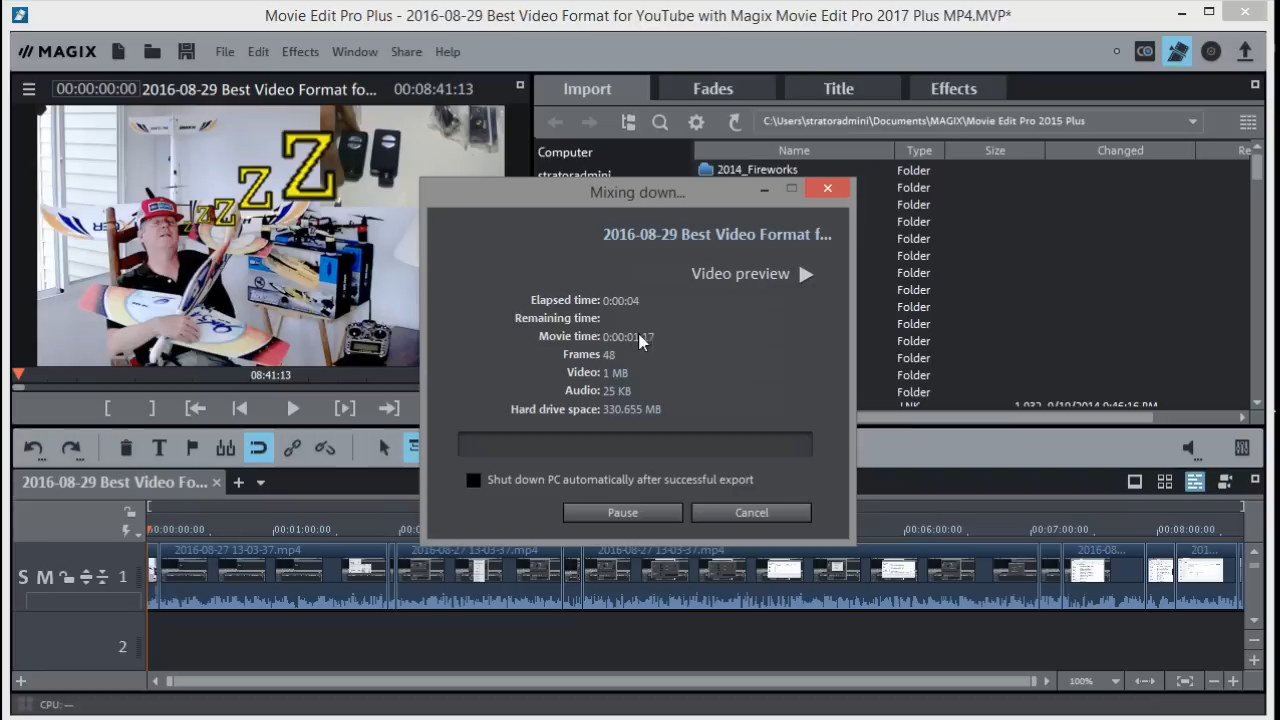 Movie Edit Pro Plus - 2016-08-29 Best Video Format for YouTube with Magix Movie Edit Pro 2017 Plus MP4.MVP*
MAGIX File Edit Effects Window Share Help
00:00:00:00 2016-08-29 Best Video Format fo... 00:08:41:13
Import Fades Title Effects
C:\Users\stratoradmini\Documents\MAGIX\Movie Edit Pro 2015 Plus
Computer
stratoradmini
Name Type Size Changed Re
2014_Fireworks Folder
Folder
Folder
Folder
Folder
Folder
Folder
Folder
Folder
Folder
Folder
Folder
Folder
z z Z Z Z
Mixing down...
2016-08-29 Best Video Format f...
Video preview
Elapsed time: 0:00:04
Remaining time:
Movie time: 0:00:01:17
Frames 48
Video: 1 MB
Audio: 25 KB
Hard drive space: 330.655 MB
Shut down PC automatically after successful export
Pause Cancel
08:41:13
2016-08-29 Best Video Fo... ×
00:00:00:00 00:01:00:00 00:06:00:00 00:07:00:00 00:08:00:00
2016-08-27 13-03-37.mp4 2016-08-27 13-03-37.mp4 2016-08-27 13-03-37.mp4 2016-08... 201...
S M 1
2
100%
CPU: —